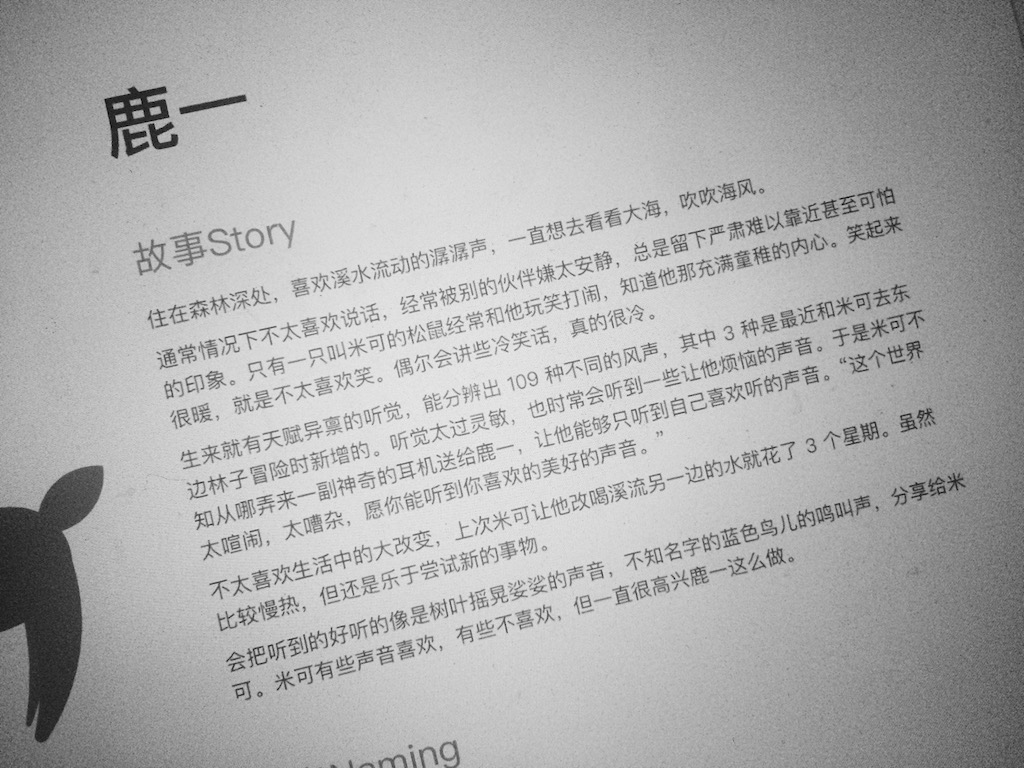 鹿一
故事Story
住在森林深处，喜欢溪水流动的潺潺声，一直想去看看大海，吹吹海风。
通常情况下不太喜欢说话，经常被别的伙伴嫌太安静，总是留下严肃难以靠近甚至可怕
的印象。只有一只叫米可的松鼠经常和他玩笑打闹，知道他那充满童稚的内心。笑起来
很暖，就是不太喜欢笑。偶尔会讲些冷笑话，真的很冷。
生来就有天赋异禀的听觉，能分辨出 109 种不同的风声，其中 3 种是最近和米可去东
边林子冒险时新增的。听觉太过灵敏，也时常会听到一些让他烦恼的声音。于是米可不
知从哪弄来一副神奇的耳机送给鹿一，让他能够只听到自己喜欢听的声音。“这个世界
太喧闹，太嘈杂，愿你能听到你喜欢的美好的声音。”
不太喜欢生活中的大改变，上次米可让他改喝溪流另一边的水就花了 3 个星期。虽然
比较慢热，但还是乐于尝试新的事物。
会把听到的好听的像是树叶摇晃娑娑的声音，不知名字的蓝色鸟儿的鸣叫声，分享给米
可。米可有些声音喜欢，有些不喜欢，但一直很高兴鹿一这么做。
Naming